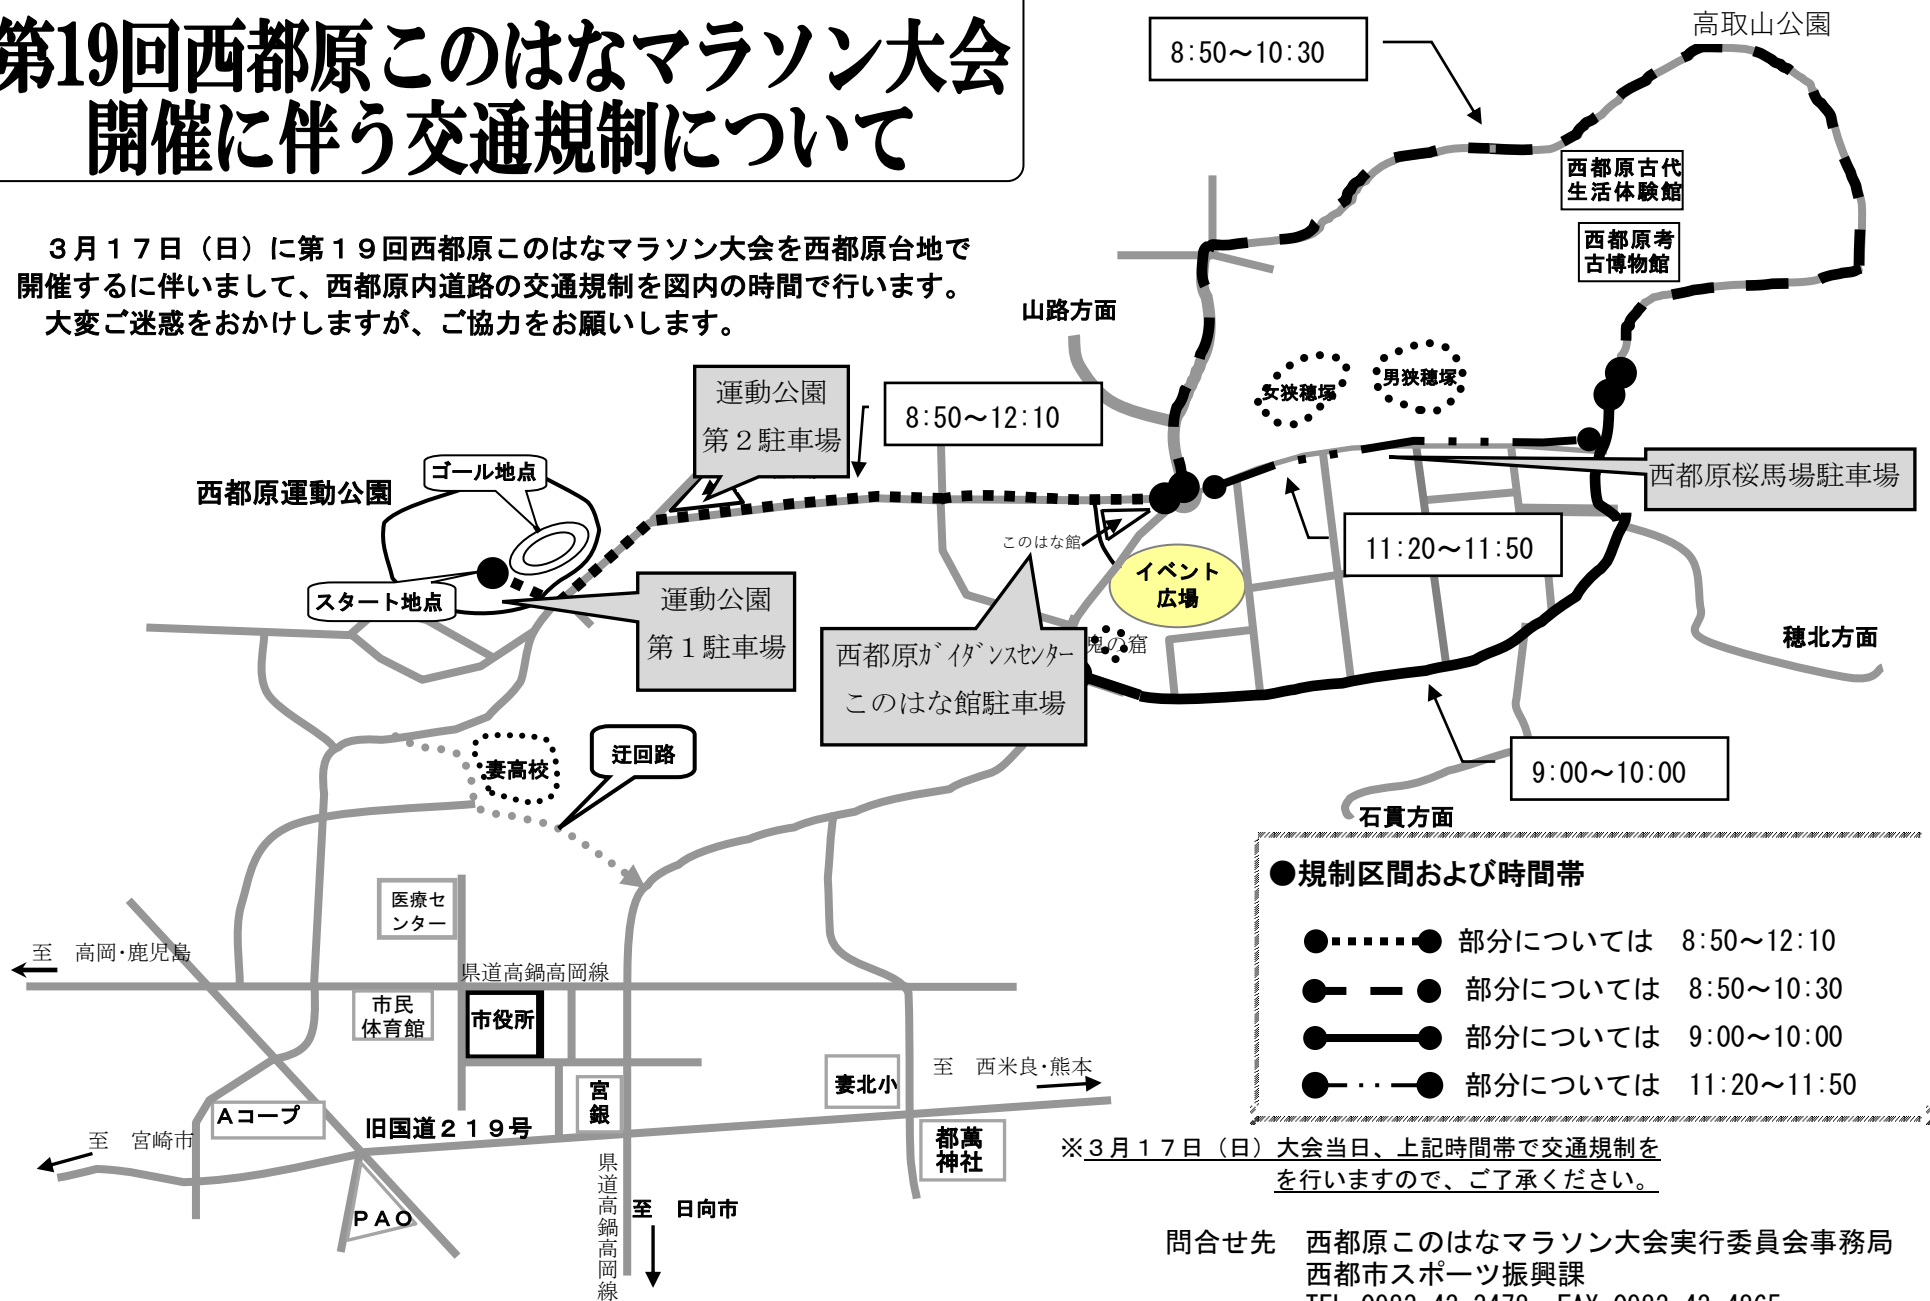 第19回西都原このはなマラソン大会
開催に伴う交通規制について
３月１７日（日）に第１９回西都原このはなマラソン大会を西都原台地で
開催するに伴いまして、西都原内道路の交通規制を図内の時間で行います。
大変ご迷惑をおかけしますが、ご協力をお願いします。
8:50～10:30
高取山公園
西都原古代
生活体験館
西都原考
古博物館
山路方面
運動公園
第２駐車場
8:50～12:10
女狭穂塚
男狭穂塚
ゴール地点
西都原運動公園
西都原桜馬場駐車場
このはな館
11:20～11:50
イベント
広場
スタート地点
運動公園
第１駐車場
鬼の窟
西都原ｶﾞｲﾀﾞﾝｽｾﾝﾀｰ
このはな館駐車場
穂北方面
妻高校
迂回路
9:00～10:00
石貫方面
●規制区間および時間帯
部分については 8:50～12:10
部分については 8:50～10:30
部分については 9:00～10:00
部分については 11:20～11:50
医療セ
ンター
至 高岡・鹿児島
県道高鍋高岡線
市民
体育館
市役所
至 西米良・熊本
妻北小
宮
銀
Ａコープ
旧国道２１９号
至 宮崎市
都萬
神社
県道高鍋高岡線
ＰＡＯ
至 日向市
※３月１７日（日）大会当日、上記時間帯で交通規制を
を行いますので、ご了承ください。
問合せ先 西都原このはなマラソン大会実行委員会事務局
西都市スポーツ振興課